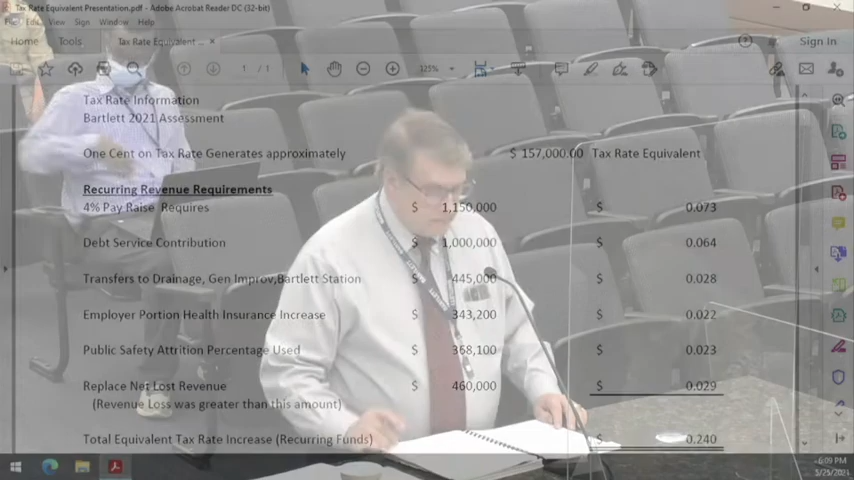 Tax Rate Equivalent Presentation.pdf - Adobe Acrobat Reader DC (32-bit)
File Edit View Sign Window Help
Home Tools Tax Rate Equivalent ... × Sign In
1 / 1 125%
Tax Rate Information
Bartlett 2021 Assessment
One Cent on Tax Rate Generates approximately $ 157,000.00 Tax Rate Equivalent
Recurring Revenue Requirements
4% Pay Raise Requires $ 1,150,000 $ 0.073
Debt Service Contribution $ 1,000,000 $ 0.064
Transfers to Drainage, Gen Improv,Bartlett Station $ 445,000 $ 0.028
Employer Portion Health Insurance Increase $ 343,200 $ 0.022
Public Safety Attrition Percentage Used $ 368,100 $ 0.023
Replace Net Lost Revenue $ 460,000 $ 0.029
(Revenue Loss was greater than this amount)
Total Equivalent Tax Rate Increase (Recurring Funds) $ 0.240
6:09 PM
3/25/2021